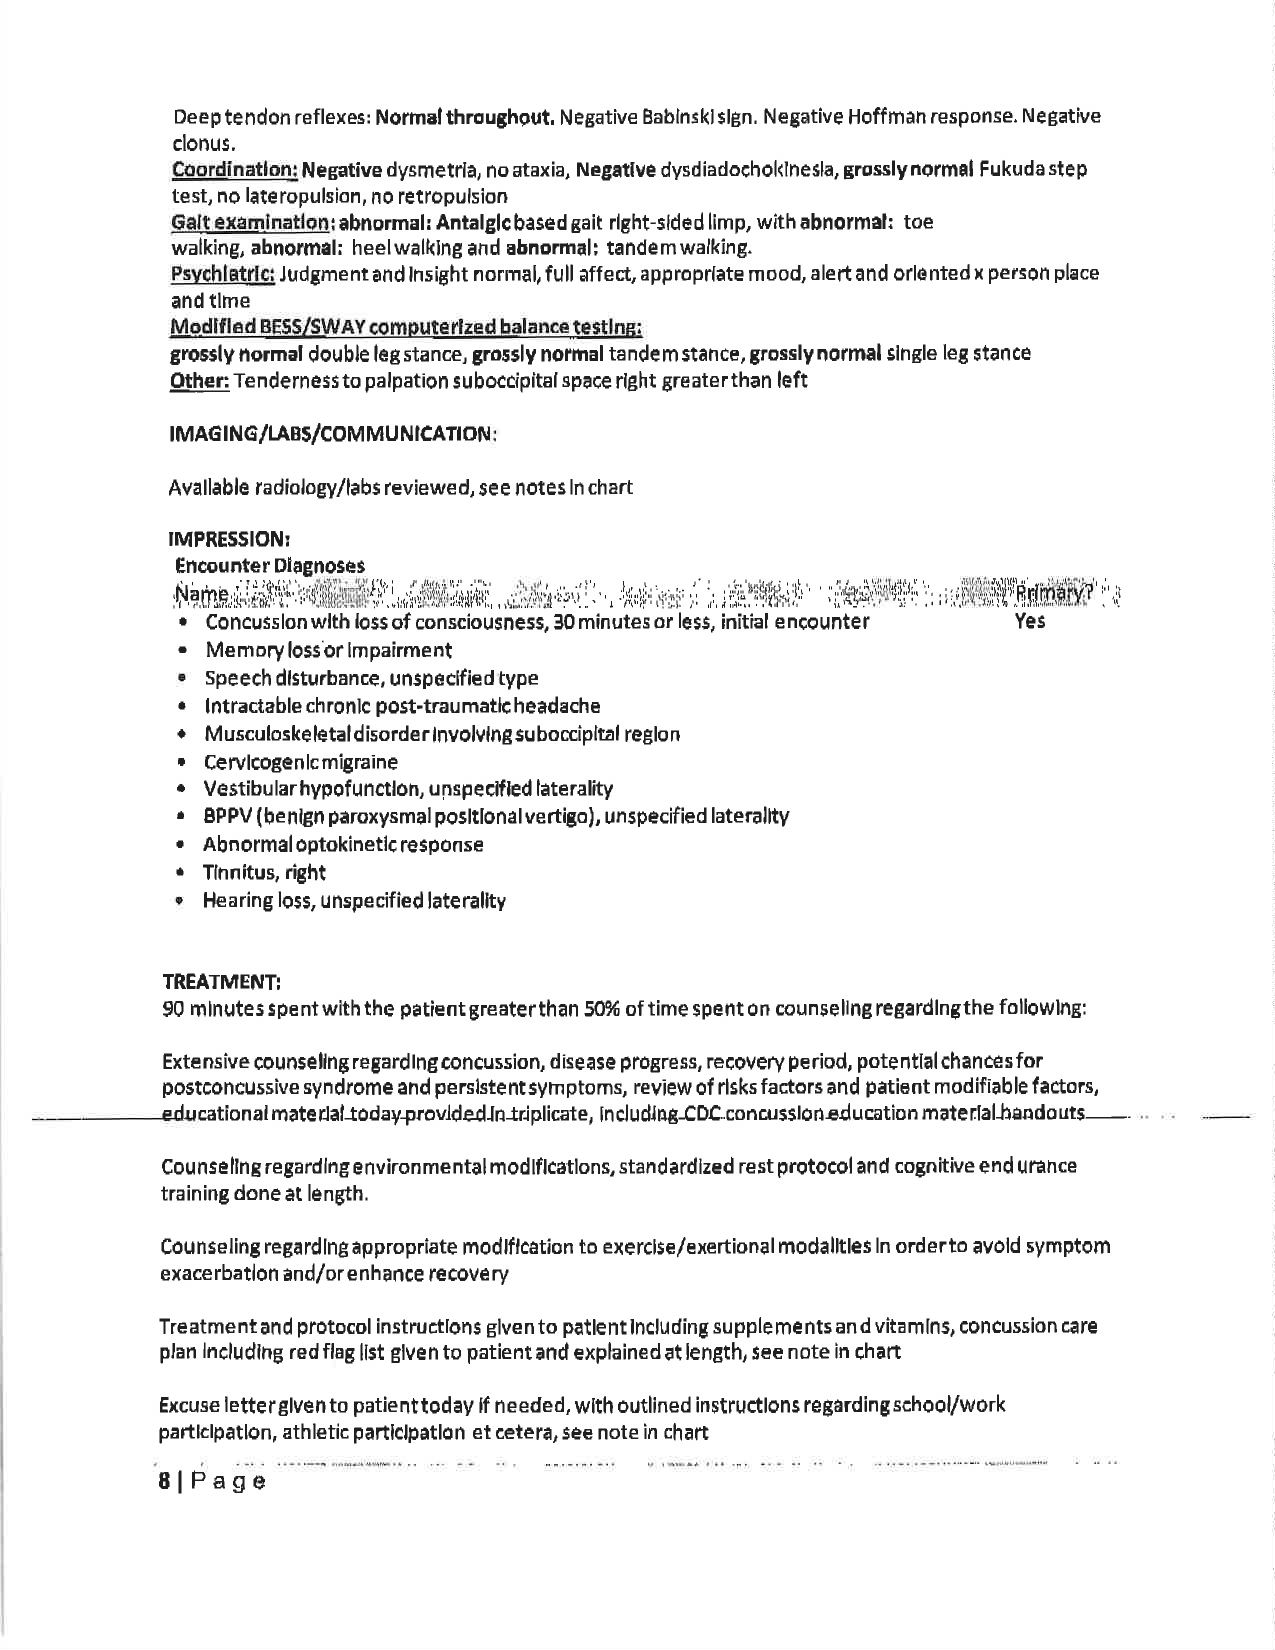 Deep tendon reflexes: Normal throughout. Negative Babinski sign. Negative Hoffman response. Negative
clonus.
Coordination: Negative dysmetria, no ataxia, Negative dysdiadochokinesia, grossly normal Fukuda step
test, no lateropulsion, no retropulsion
Gait examination: abnormal: Antalgic based gait right-sided limp, with abnormal: toe
walking, abnormal: heel walking and abnormal: tandem walking.
Psychiatric: Judgment and Insight normal, full affect, appropriate mood, alert and oriented x person place
and time
Modified BESS/SWAY computerized balance testing:
grossly normal double leg stance, grossly normal tandem stance, grossly normal single leg stance
Other: Tenderness to palpation suboccipital space right greater than left
IMAGING/LABS/COMMUNICATION:
Available radiology/labs reviewed, see notes in chart
IMPRESSION:
Encounter Diagnoses
Name Primary?
• Concussion with loss of consciousness, 30 minutes or less, initial encounter Yes
• Memory loss or impairment
• Speech disturbance, unspecified type
• Intractable chronic post-traumatic headache
• Musculoskeletal disorder involving suboccipital region
• Cervicogenic migraine
• Vestibular hypofunction, unspecified laterality
• BPPV (benign paroxysmal positional vertigo), unspecified laterality
• Abnormal optokinetic response
• Tinnitus, right
• Hearing loss, unspecified laterality
TREATMENT:
90 minutes spent with the patient greater than 50% of time spent on counseling regarding the following:
Extensive counseling regarding concussion, disease progress, recovery period, potential chances for
postconcussive syndrome and persistent symptoms, review of risks factors and patient modifiable factors,
educational material today provided in triplicate, including CDC concussion education material handouts
Counseling regarding environmental modifications, standardized rest protocol and cognitive end urance
training done at length.
Counseling regarding appropriate modification to exercise/exertional modalities in order to avoid symptom
exacerbation and/or enhance recovery
Treatment and protocol instructions given to patient including supplements and vitamins, concussion care
plan including red flag list given to patient and explained at length, see note in chart
Excuse letter given to patient today if needed, with outlined instructions regarding school/work
participation, athletic participation et cetera, see note in chart
8 | Page